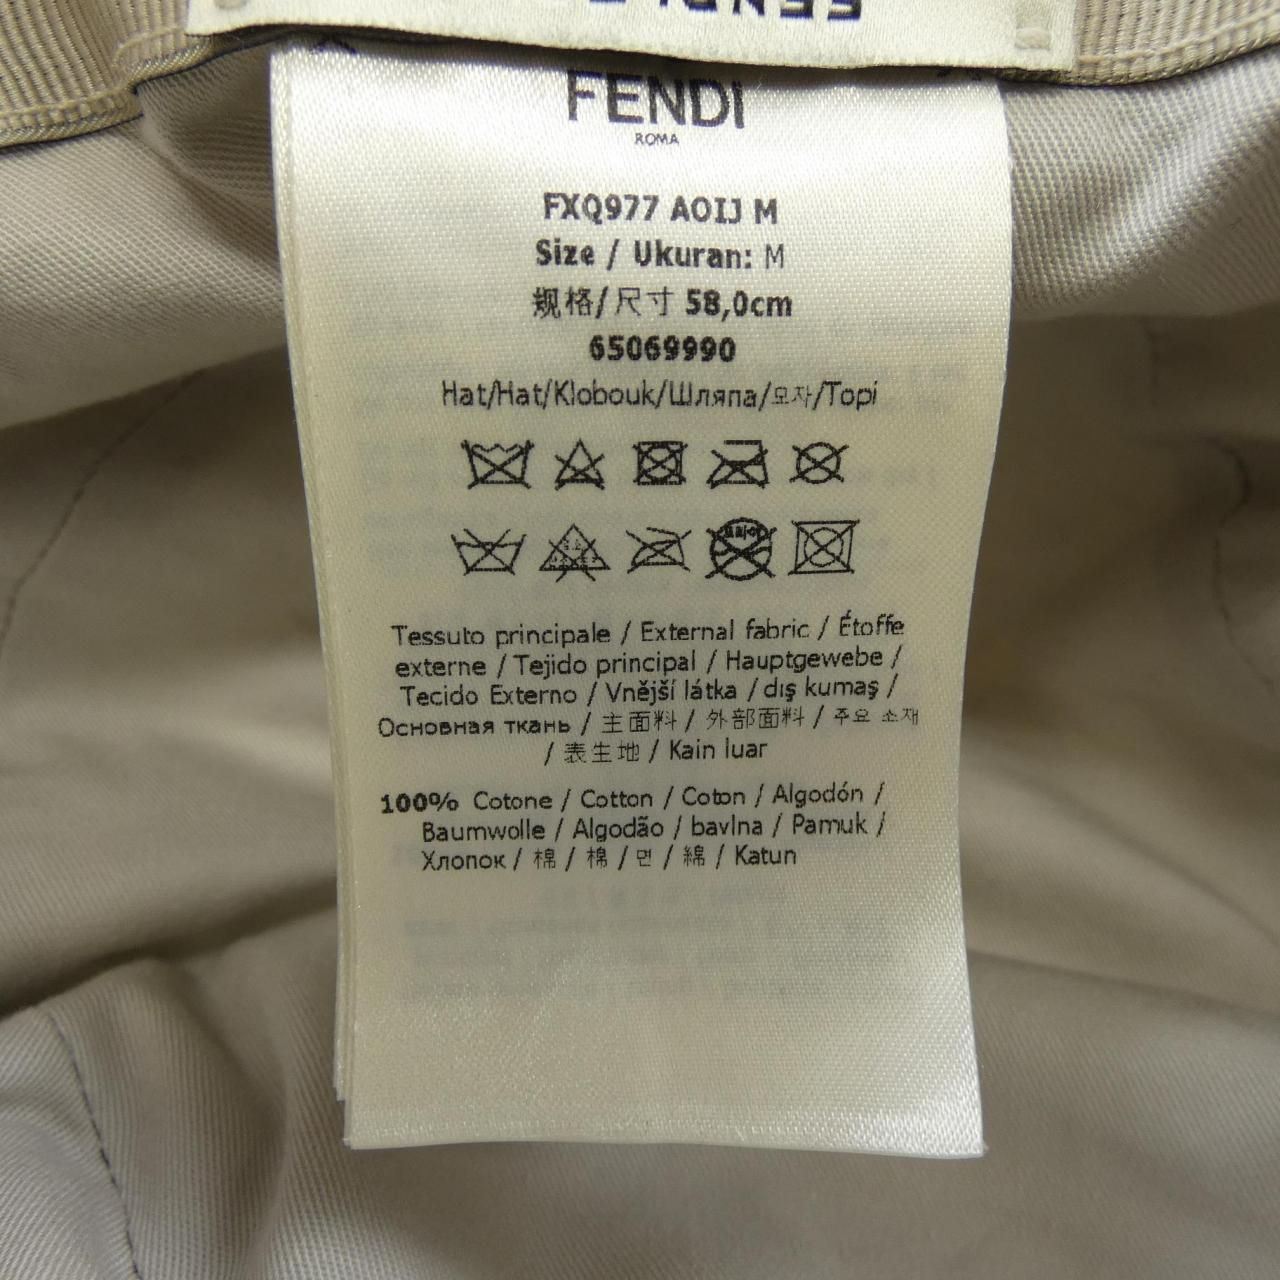 FENDI
ROMA
FXQ977 AOIJ M
Size / Ukuran: M
规格/尺寸 58,0cm
65069990
Hat/Hat/Klobouk/Шляпа/모자/Topi
Tessuto principale / External fabric / Étoffe
externe / Tejido principal / Hauptgewebe /
Tecido Externo / Vnější látka / dış kumaş /
Основная ткань / 主面料 / 外部面料 / 주요 소재
/ 表生地 / Kain luar
100% Cotone / Cotton / Coton / Algodón /
Baumwolle / Algodão / bavlna / Pamuk /
Хлопок / 棉 / 棉 / 면 / 綿 / Katun